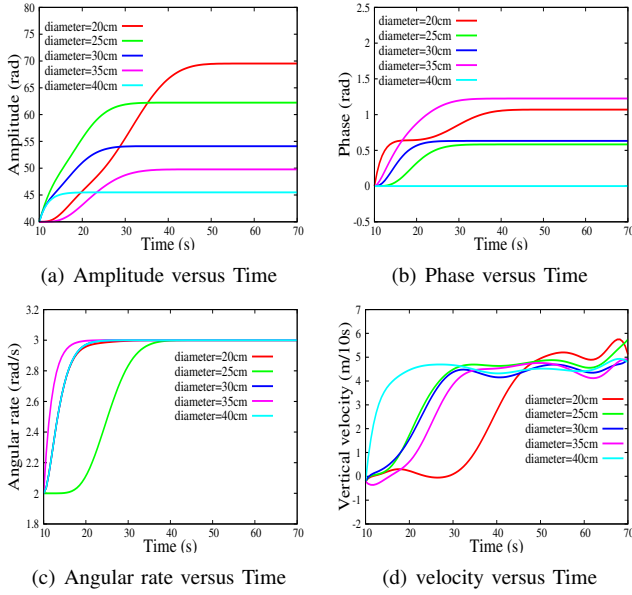 80
75
70
65
60
55
50
45
40
10 20 30 40 50 60 70
Amplitude (rad)
Time (s)
diameter=20cm
diameter=25cm
diameter=30cm
diameter=35cm
diameter=40cm
(a) Amplitude versus Time
2.5
2
1.5
1
0.5
0
-0.5
10 20 30 40 50 60 70
Phase (rad)
Time (s)
diameter=20cm
diameter=25cm
diameter=30cm
diameter=35cm
diameter=40cm
(b) Phase versus Time
3.2
3
2.8
2.6
2.4
2.2
2
1.8
10 20 30 40 50 60 70
Angular rate (rad/s)
Time (s)
diameter=20cm
diameter=25cm
diameter=30cm
diameter=35cm
diameter=40cm
(c) Angular rate versus Time
7
6
5
4
3
2
1
0
-1
-2
10 20 30 40 50 60 70
Vertical velocity (m/10s)
Time (s)
diameter=20cm
diameter=25cm
diameter=30cm
diameter=35cm
diameter=40cm
(d) velocity versus Time